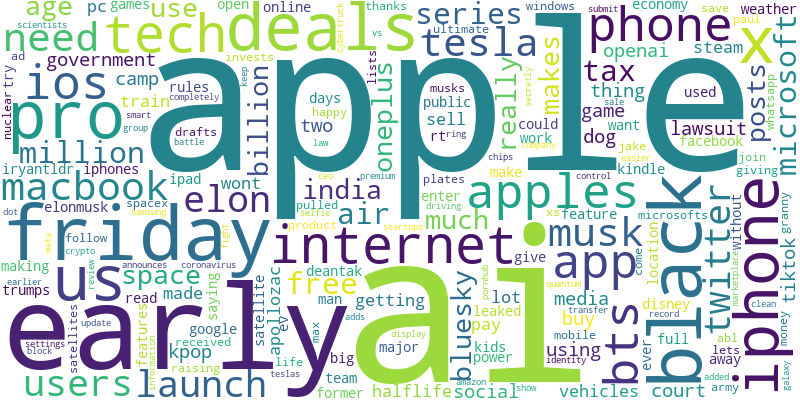 age
pc
games
use
online
series
scientists
open
thanks
windows
economy
save
paul
weather
need
tech
deals
phone
x
invests
cybertruck
vs
ultimate
submit
tesla
openai
steam
microsoft
government
ad
try
nuclear
ios
camp
rules
billion
lists
really
makes
tax
thing
posts
whatsapp
completely
smart
group
train
battle
keep
days
happy
musks
public
sell
could
used
sale
game
pro
apple
drafts
two
oneplus
rt
ring
work
dog
want
lawsuit
facebook
million
law
secretly
company
jake
join
giving
iryantldr
iphones
chips
easier
kindle
macbook
ipad
wont
cen
premium
plates
make
control
dot
elonmusk
spacex
pulled
selfie
india
air
enter
driving
much
apples
xs
feature
microsofts
without
granny
samsung
elon
friday
product
startups
musk
black
twitter
tiktok
meta
follow
crypto
fight
internet
give
app
come
location
iphone
making
us
review
announces
coronavirus
deantak
quantum
marketplace
earlier
trumps
space
saying
satellite
free
man
getting
bluesky
lot
pornhub
media
disney
money
satellites
read
made
apollozac
ev
leaked
pay
buy
bts
early
ai
features
google
max
adds
major
kids
transfer
mobile
ever
full
abl
clean
settings
update
kpop
received
life
big
display
power
using
record
lets
away
users
block
information
launch
raising
team
teslas
former
halflife
amazon
social
show
identity
vehicles
court
added
army
galaxy